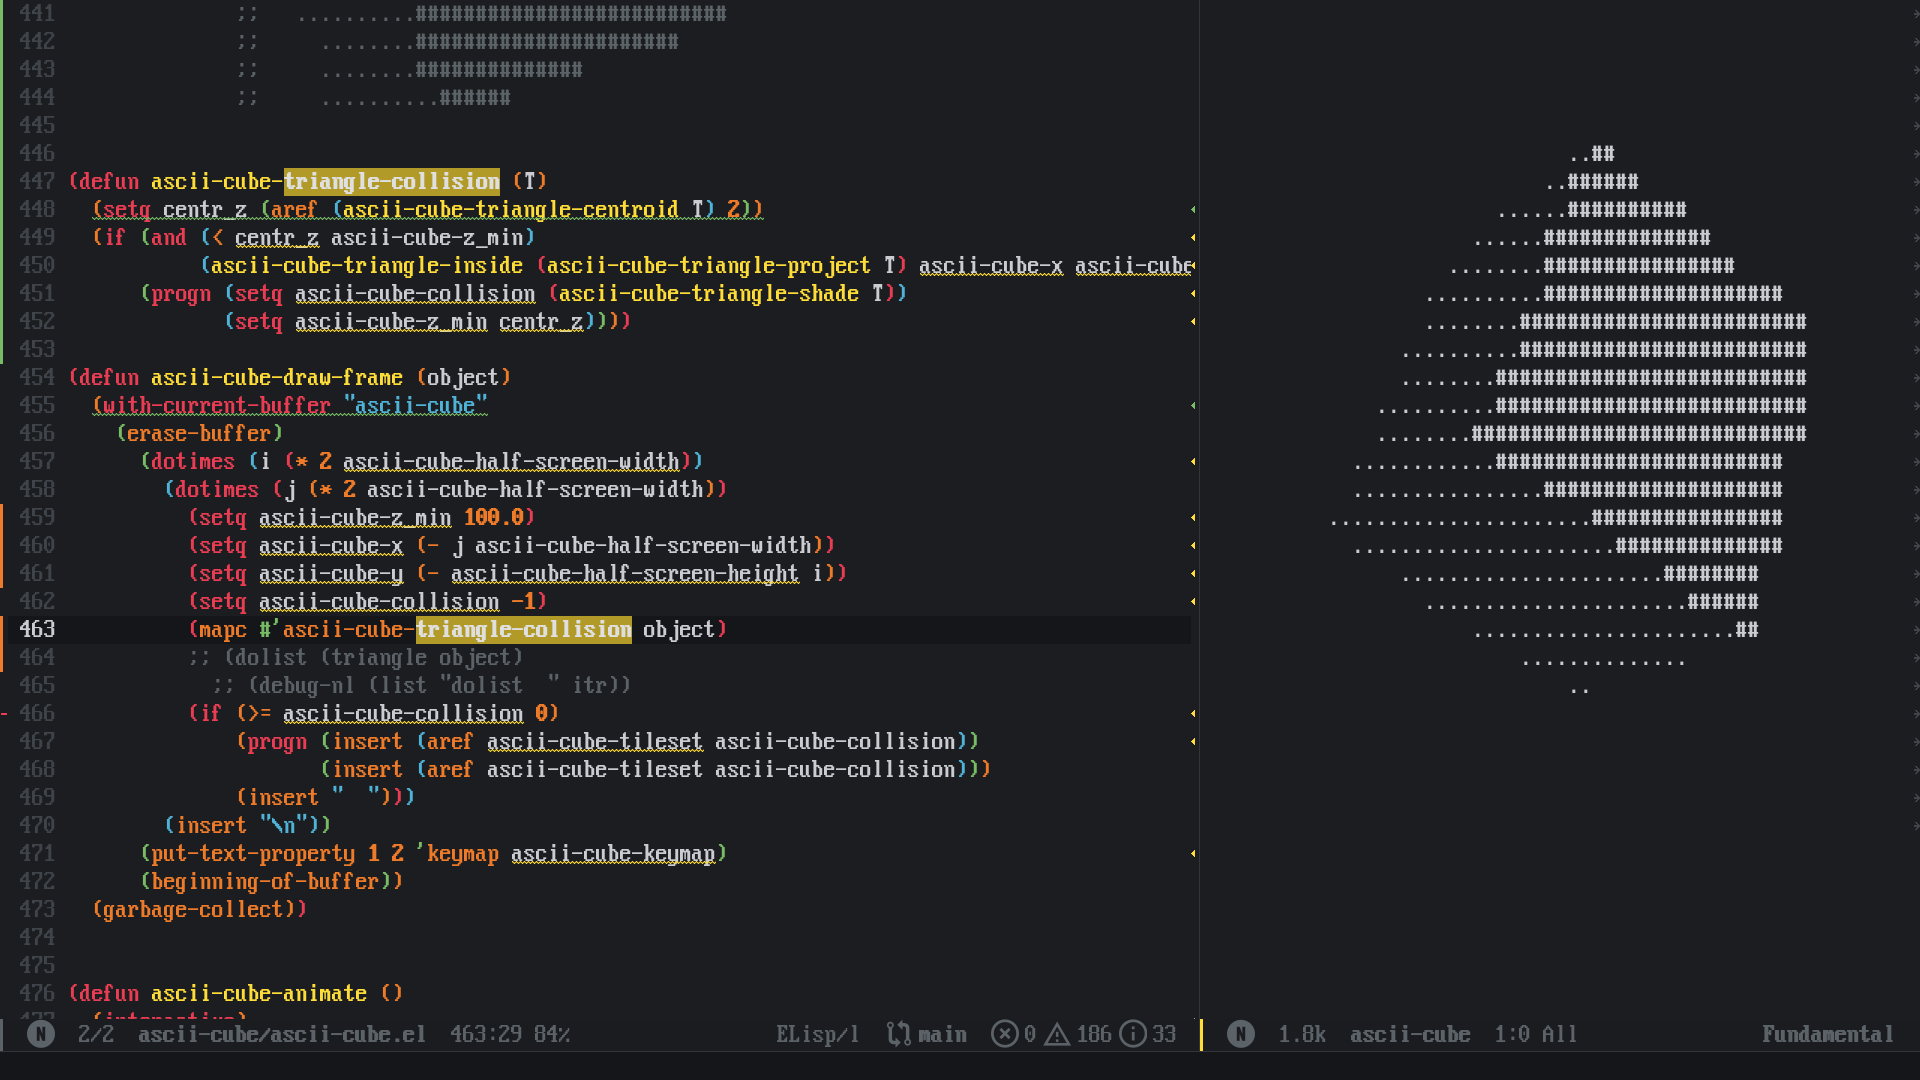 441               ;;    ..........##########################
442               ;;      ........######################
443               ;;      ........##############
444               ;;      ..........######
445
446
447 (defun ascii-cube-triangle-collision (T)
448   (setq centr_z (aref (ascii-cube-triangle-centroid T) 2))
449   (if (and (< centr_z ascii-cube-z_min)
450            (ascii-cube-triangle-inside (ascii-cube-triangle-project T) ascii-cube-x ascii-cube
451       (progn (setq ascii-cube-collision (ascii-cube-triangle-shade T))
452              (setq ascii-cube-z_min centr_z))))
453
454 (defun ascii-cube-draw-frame (object)
455   (with-current-buffer "ascii-cube"
456     (erase-buffer)
457       (dotimes (i (* 2 ascii-cube-half-screen-width))
458         (dotimes (j (* 2 ascii-cube-half-screen-width))
459           (setq ascii-cube-z_min 100.0)
460           (setq ascii-cube-x (- j ascii-cube-half-screen-width))
461           (setq ascii-cube-y (- ascii-cube-half-screen-height i))
462           (setq ascii-cube-collision -1)
463           (mapc #'ascii-cube-triangle-collision object)
464           ;; (dolist (triangle object)
465             ;; (debug-nl (list "dolist  " itr))
466           (if (>= ascii-cube-collision 0)
467               (progn (insert (aref ascii-cube-tileset ascii-cube-collision))
468                      (insert (aref ascii-cube-tileset ascii-cube-collision)))
469               (insert "  ")))
470         (insert "\n"))
471       (put-text-property 1 2 'keymap ascii-cube-keymap)
472       (beginning-of-buffer))
473   (garbage-collect))
474
475
476 (defun ascii-cube-animate ()
477   (interactive)
N 2/2 ascii-cube/ascii-cube.el 463:29 84% ELisp/l main 0 186 33
..##
..######
......##########
......##############
........################
..........####################
........########################
..........########################
........##########################
..........##########################
........############################
............########################
................####################
......................################
......................##############
......................########
......................######
......................##
..............
..
N 1.8k ascii-cube 1:0 All Fundamental